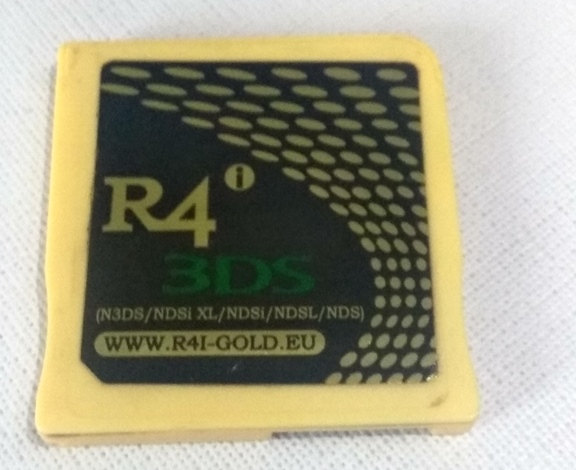 R4i
3DS
(N3DS/NDSi XL/NDSi/NDSL/NDS)
WWW.R4I-GOLD.EU